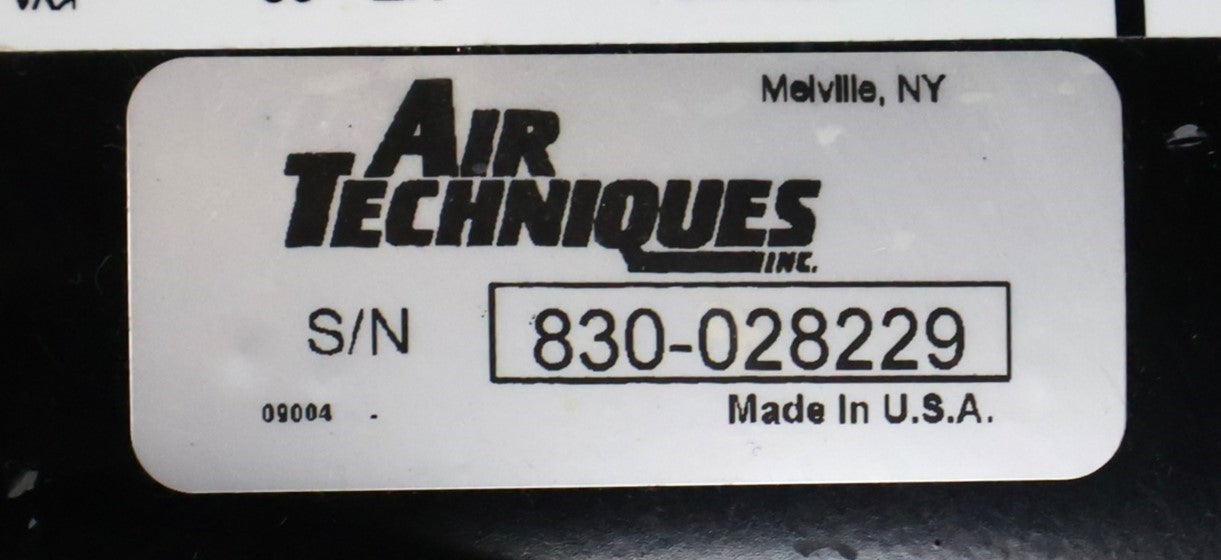 Melville, NY
AIR
TECHNIQUES
INC.
S/N 830-028229
09004 -
Made In U.S.A.